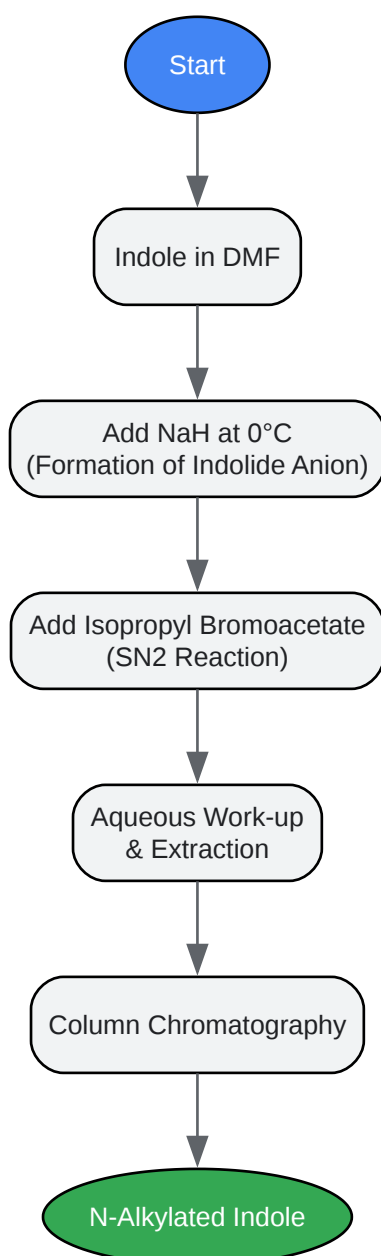 Start
Indole in DMF
Add NaH at 0°C
(Formation of Indolide Anion)
Add Isopropyl Bromoacetate
(SN2 Reaction)
Aqueous Work-up
& Extraction
Column Chromatography
N-Alkylated Indole